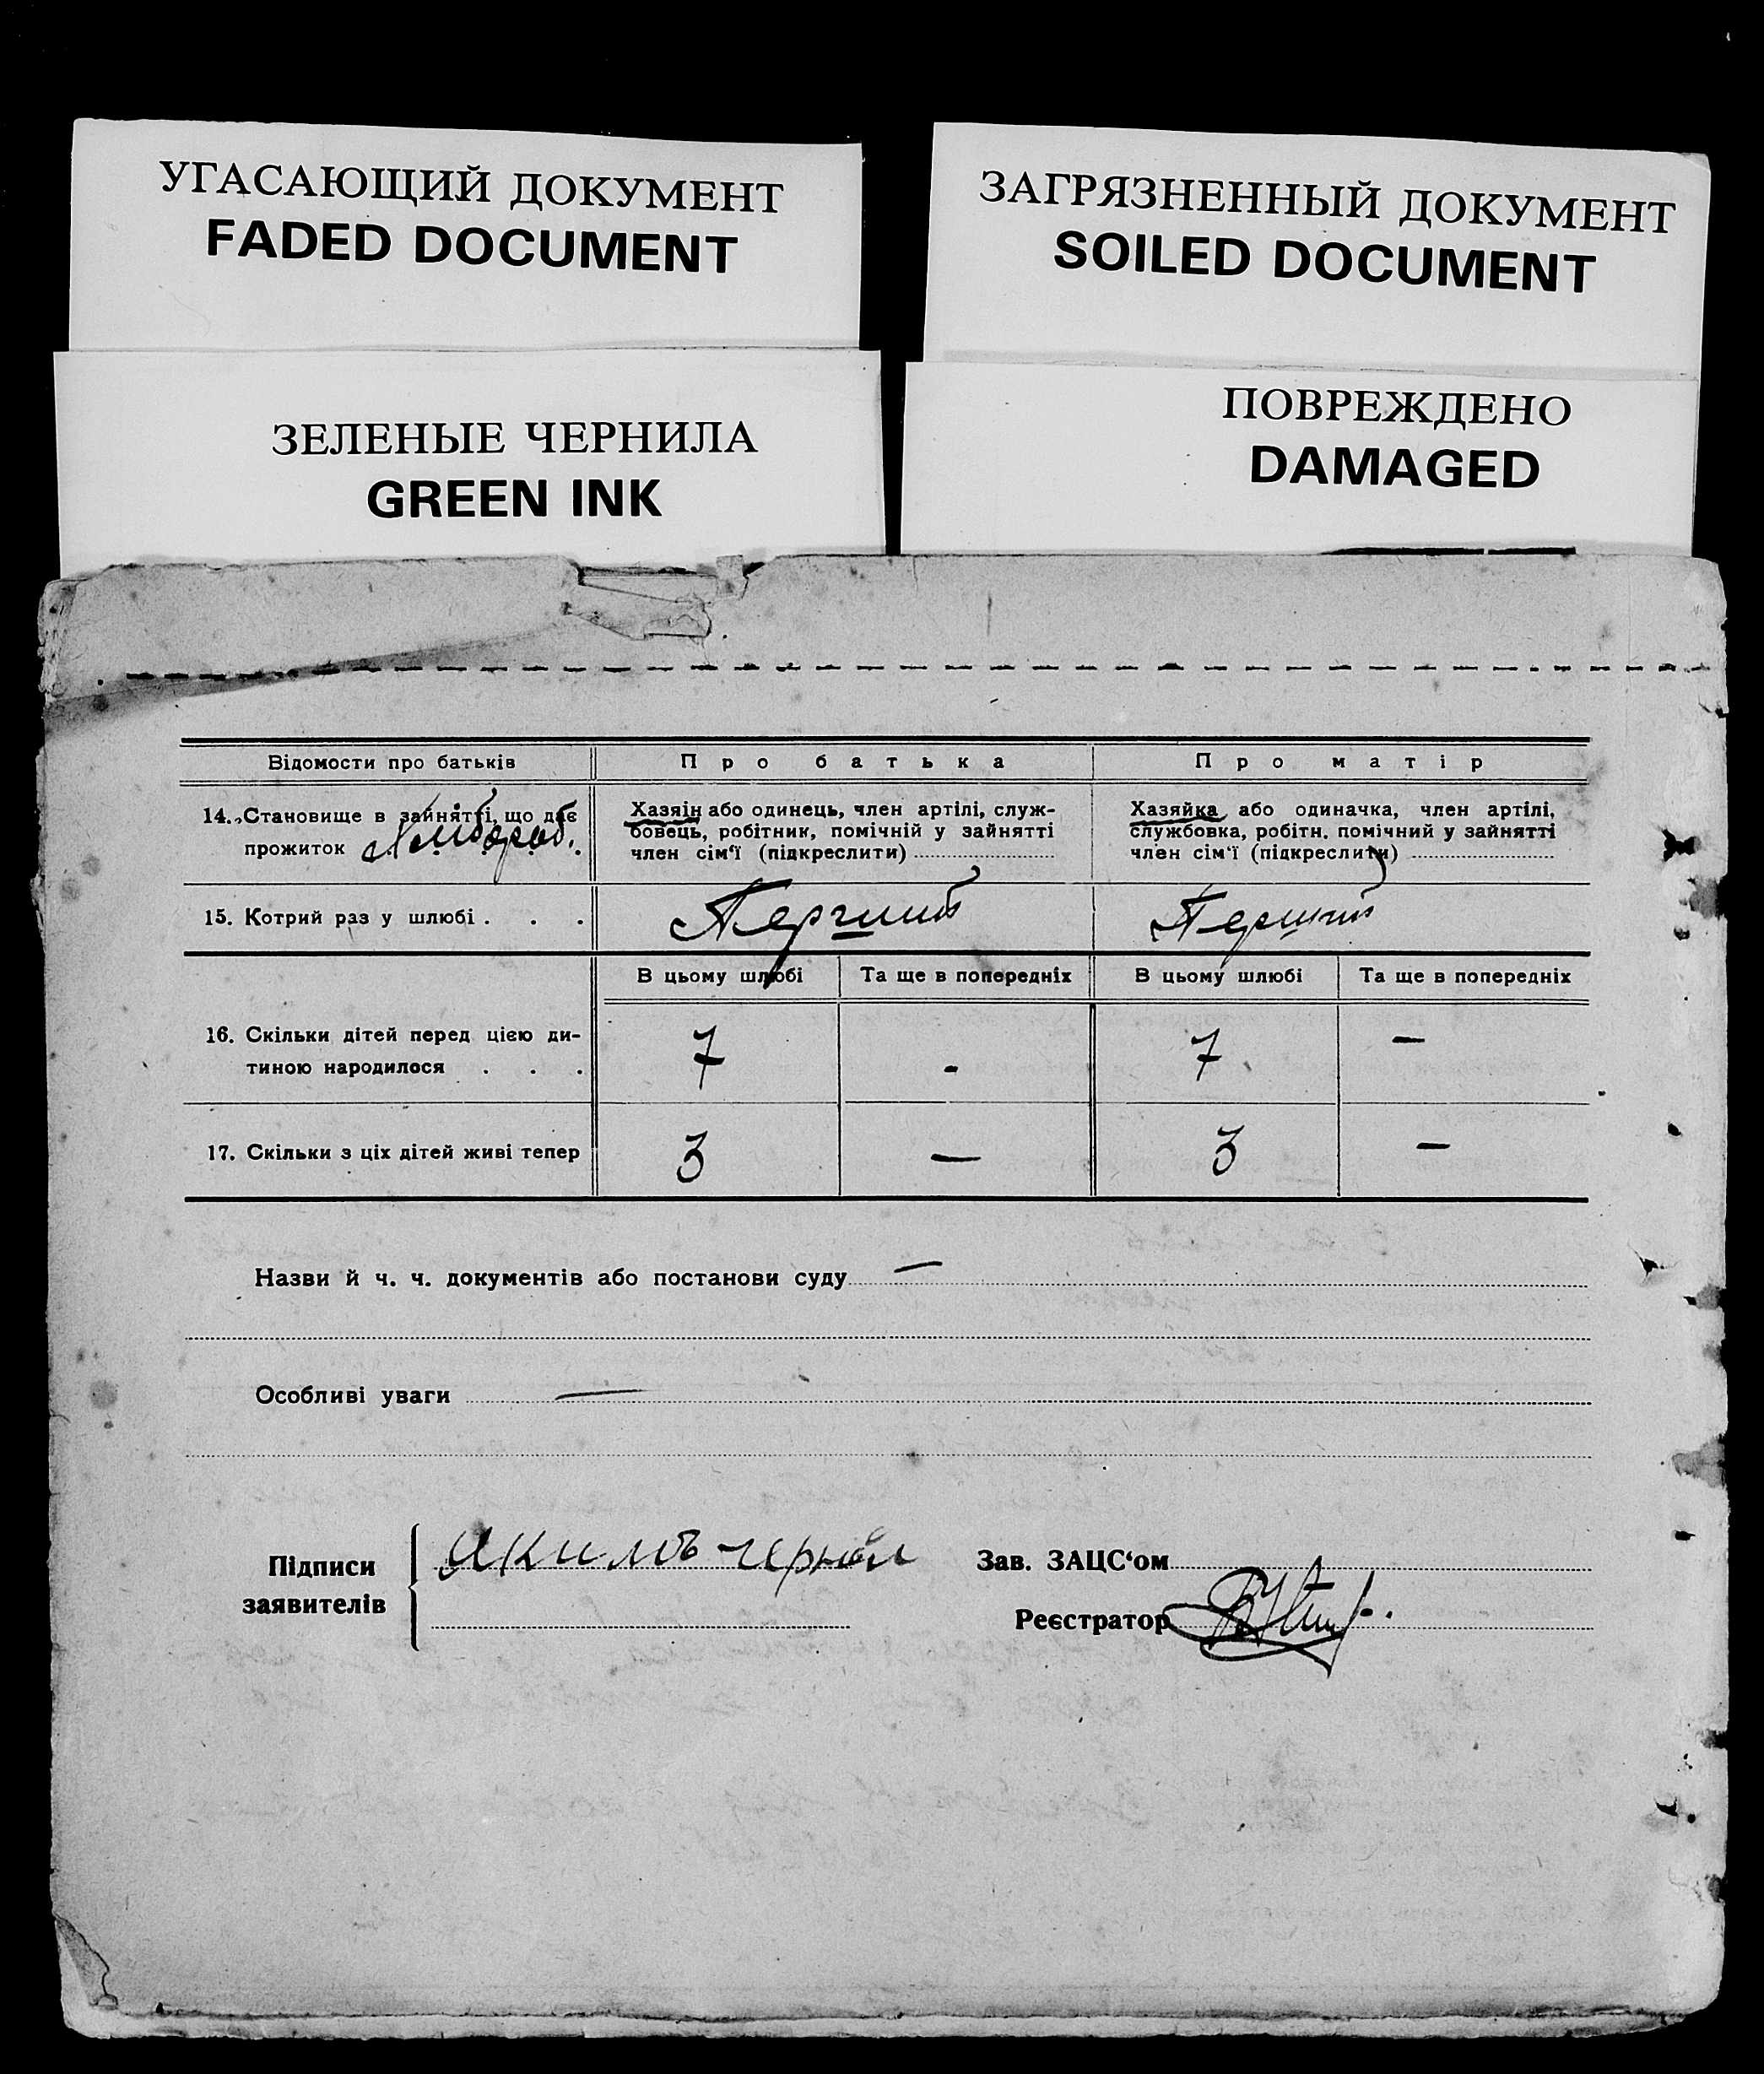 УГАСАЮЩИЙ ДОКУМЕНТ
FADED DOCUMENT
ЗАГРЯЗНЕННЫЙ ДОКУМЕНТ
SOILED DOCUMENT
ЗЕЛЕНЫЕ ЧЕРНИЛА
GREEN INK
ПОВРЕЖДЕНО
DAMAGED
Відомости про батьків
Про батька
Про матір
14. Становище в зайнятті, що дає
прожиток
Хазяїн або одинець, член артілі, служ-
бовець, робітник, помічній у зайнятті
член сім'ї (підкреслити)
Хазяйка або одиначка, член артілі,
службовка, робітн. помічний у зайнятті
член сім'ї (підкреслити)
15. Котрий раз у шлюбі . . .
Перший
Перший
В цьому шлюбі
Та ще в попередніх
В цьому шлюбі
Та ще в попередніх
16. Скільки дітей перед цією ди-
тиною народилося . . .
7
-
7
—
17. Скільки з ціх дітей живі тепер
3
—
3
—
Назви й ч. ч. документів або постанови суду —
Особливі уваги —
Підписи
заявителів
Якимъ
Зав. ЗАЦС'ом
Реєстратор